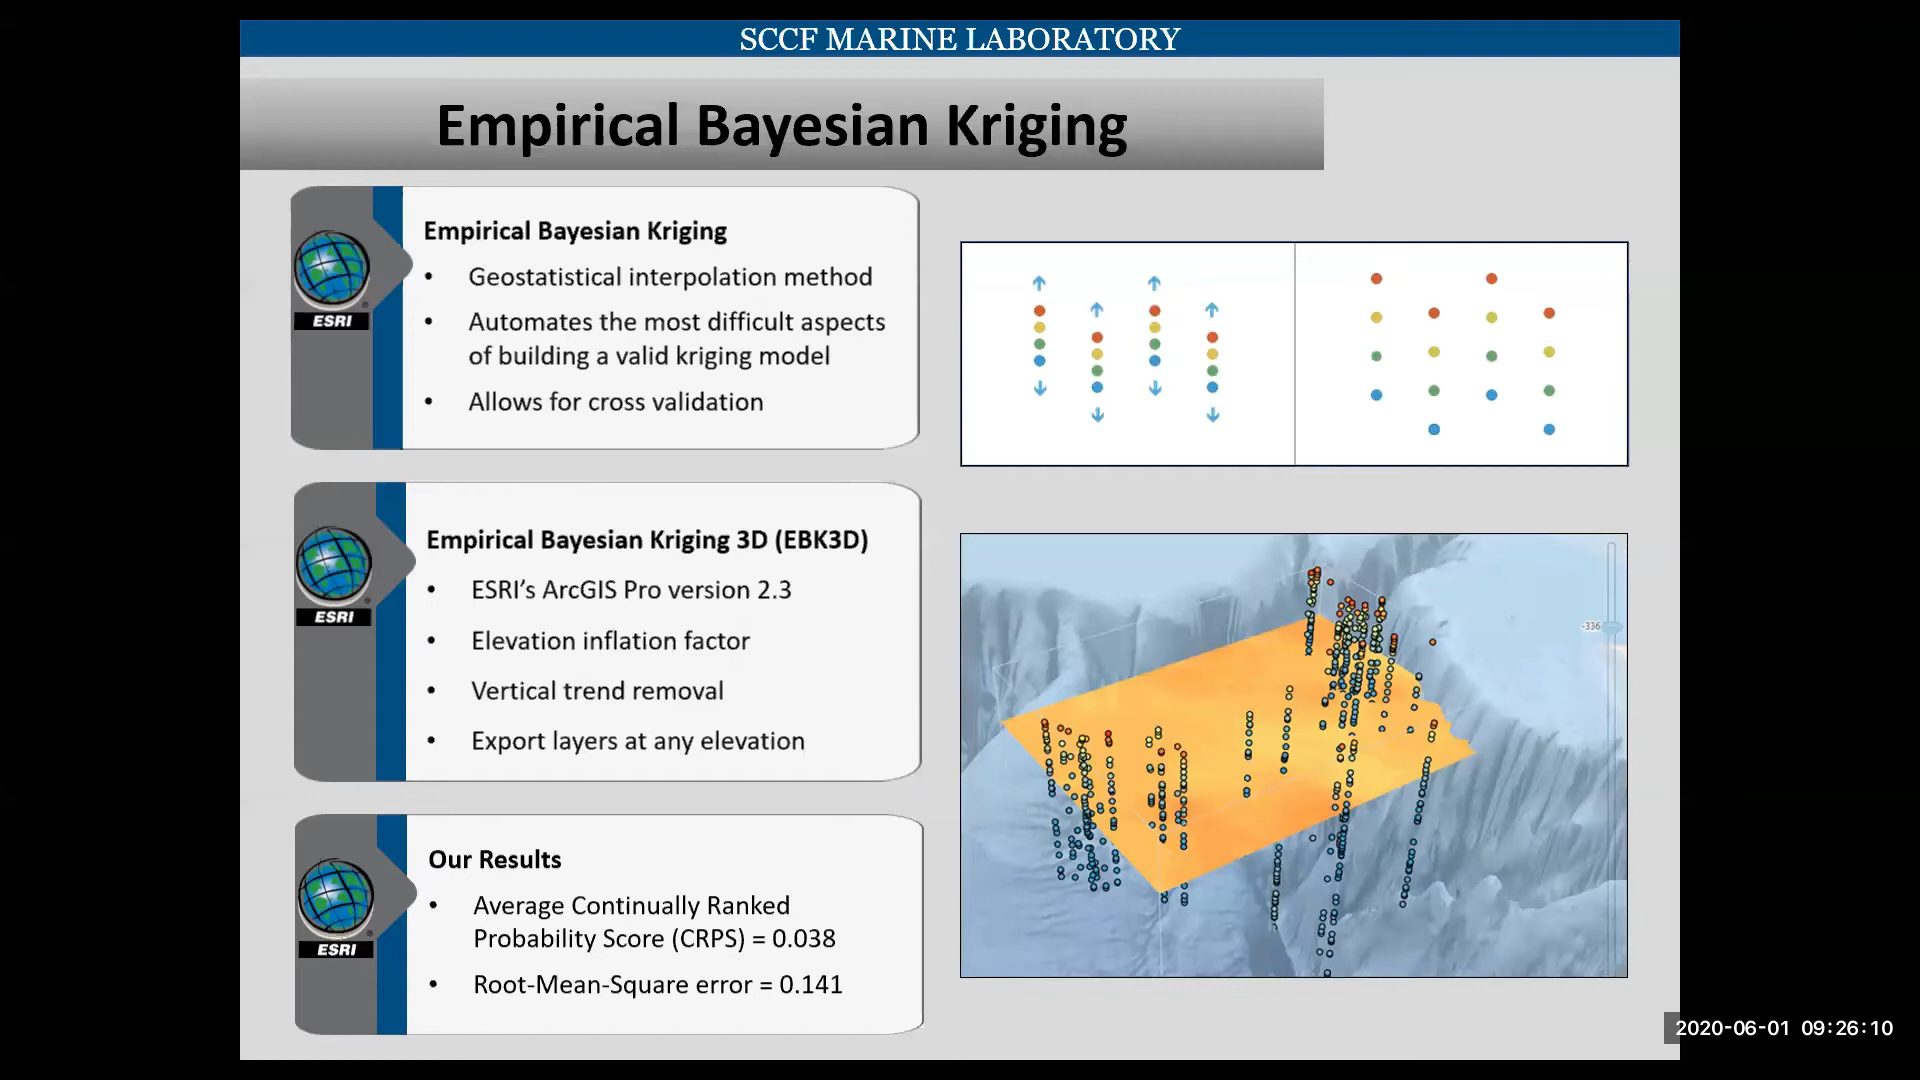 SCCF MARINE LABORATORY
Empirical Bayesian Kriging
ESRI
Empirical Bayesian Kriging
• Geostatistical interpolation method
• Automates the most difficult aspects
of building a valid kriging model
• Allows for cross validation
ESRI
Empirical Bayesian Kriging 3D (EBK3D)
• ESRI’s ArcGIS Pro version 2.3
• Elevation inflation factor
• Vertical trend removal
• Export layers at any elevation
ESRI
Our Results
• Average Continually Ranked
Probability Score (CRPS) = 0.038
• Root-Mean-Square error = 0.141
-336
2020-06-01 09:26:10